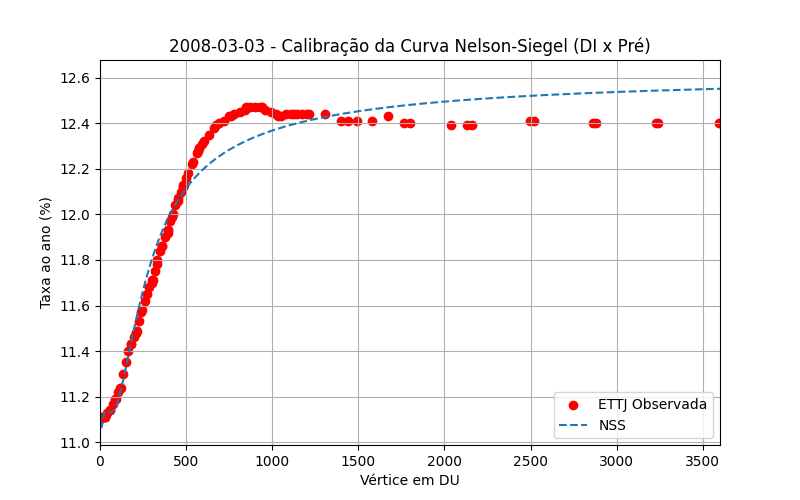 2008-03-03 - Calibração da Curva Nelson-Siegel (DI x Pré)
Taxa ao ano (%)
12.6
12.4
12.2
12.0
11.8
11.6
11.4
11.2
11.0
0 500 1000 1500 2000 2500 3000 3500
Vértice em DU
ETTJ Observada
NSS